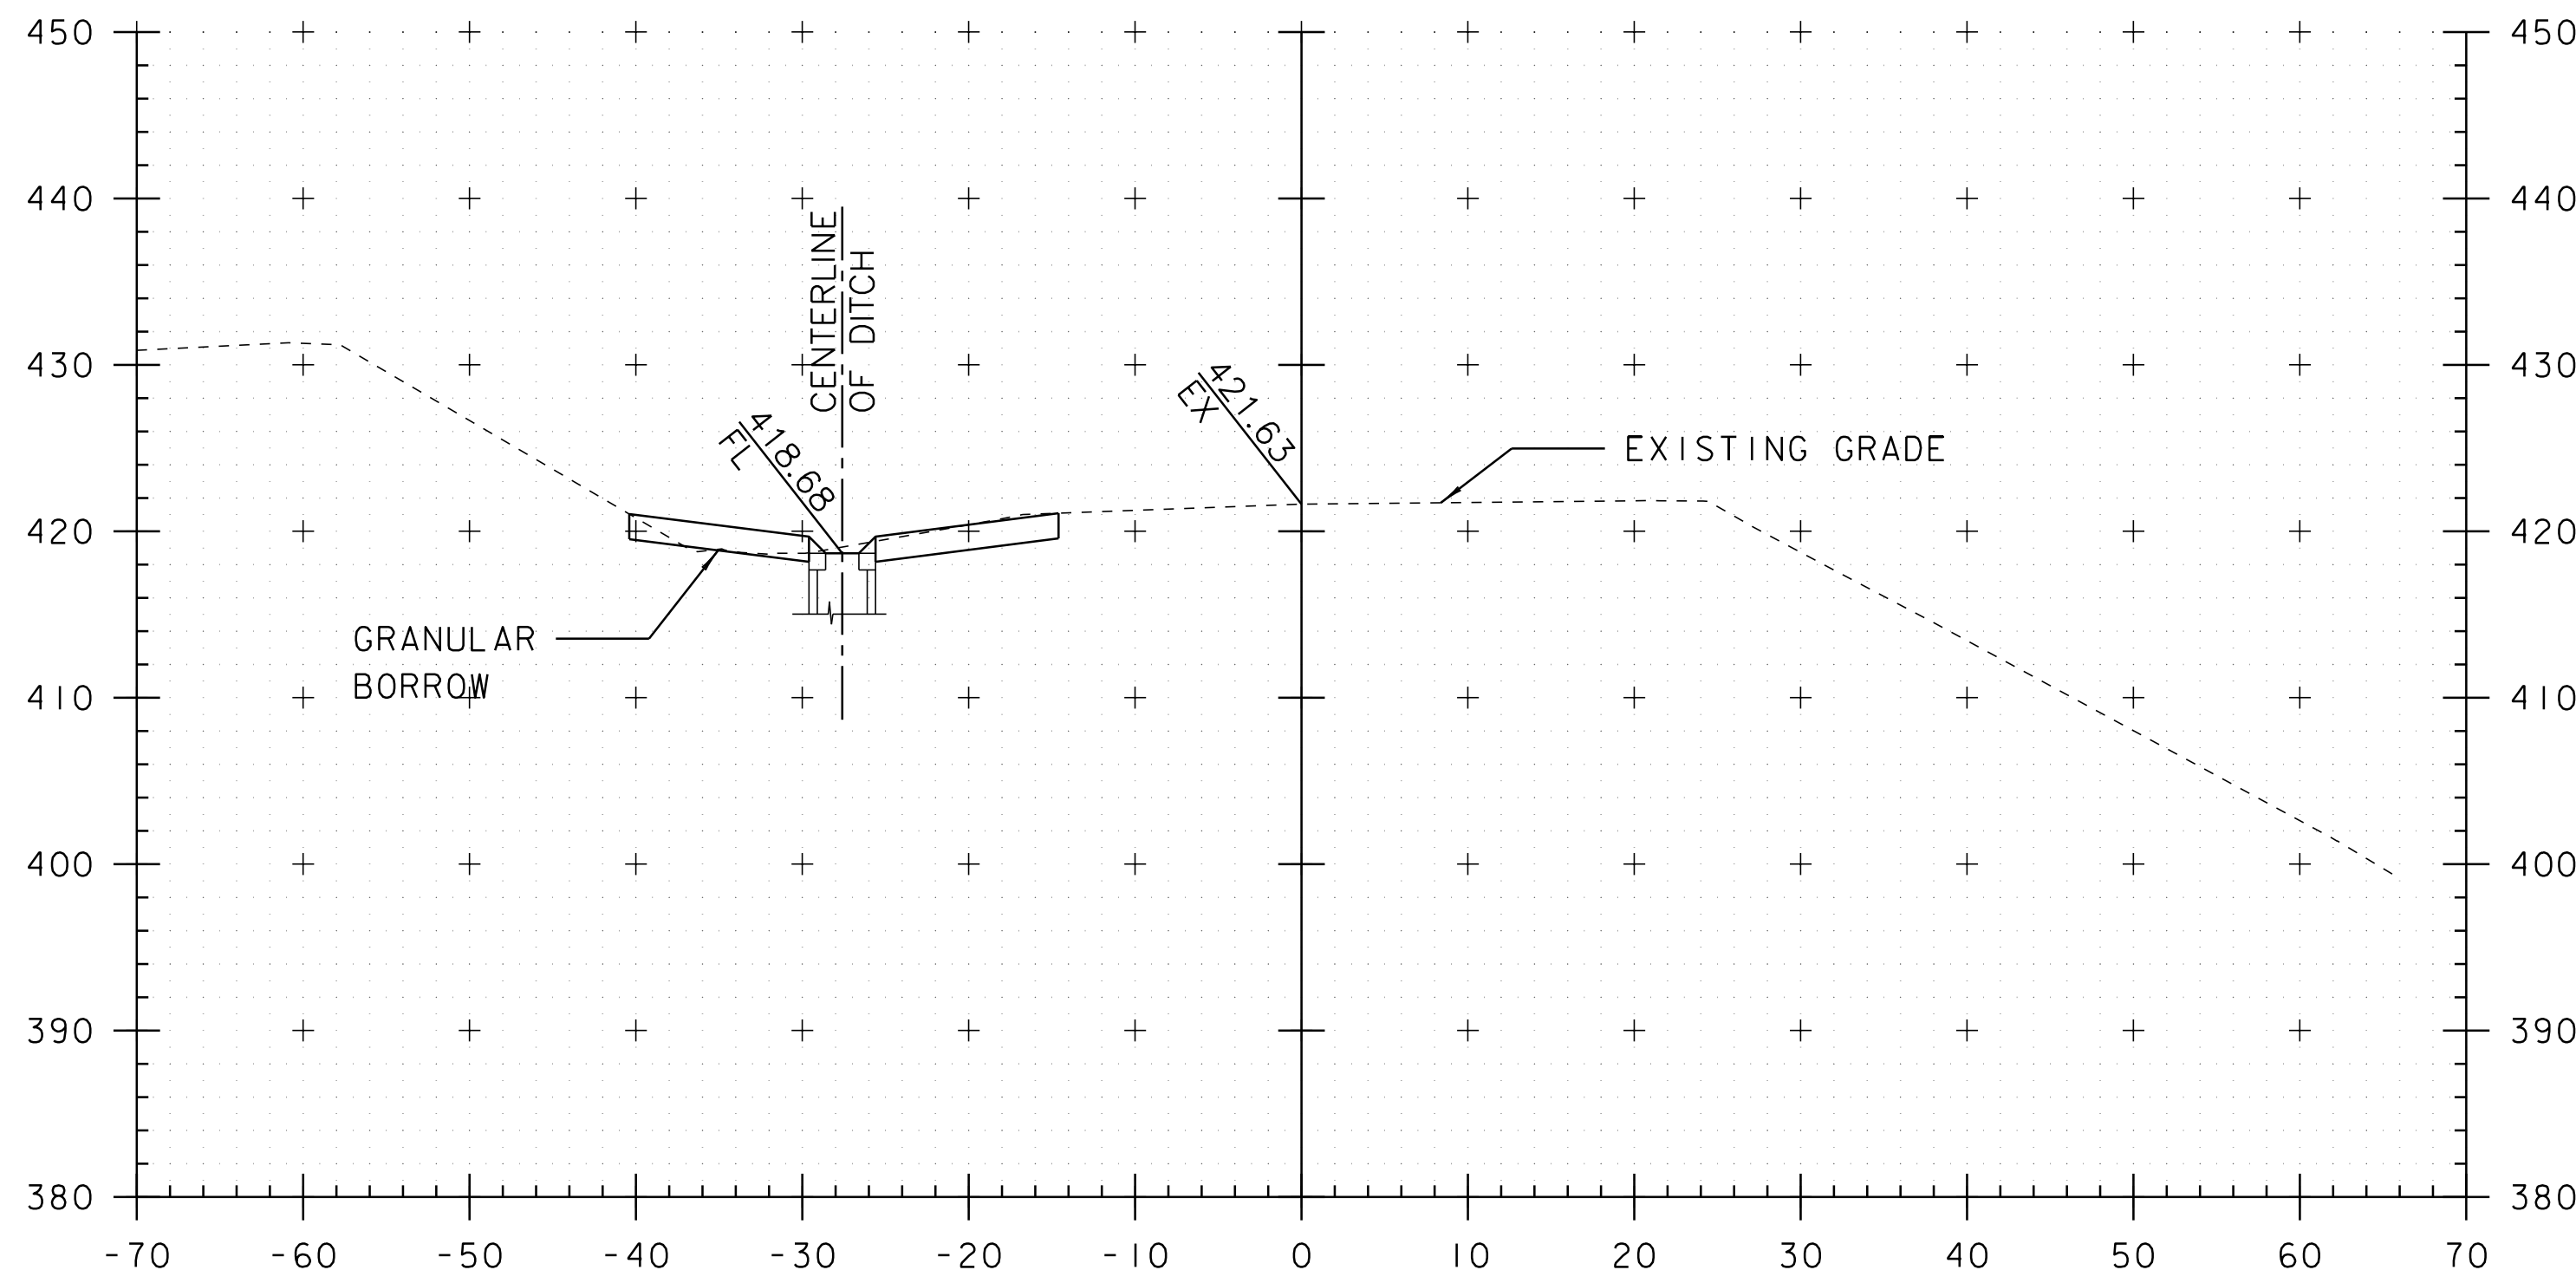 450 450
440 440
CENTERLINE
OF DITCH
430 430
421.63
EX
418.68
FL
EXISTING GRADE
420 420
GRANULAR
BORROW
410 410
400 400
390 390
380 380
-70 -60 -50 -40 -30 -20 -10 0 10 20 30 40 50 60 70